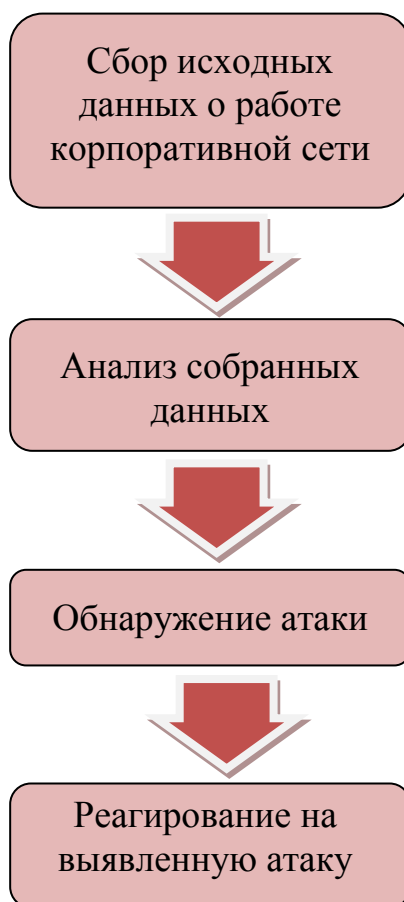 Сбор исходных
данных о работе
корпоративной сети
Анализ собранных
данных
Обнаружение атаки
Реагирование на
выявленную атаку